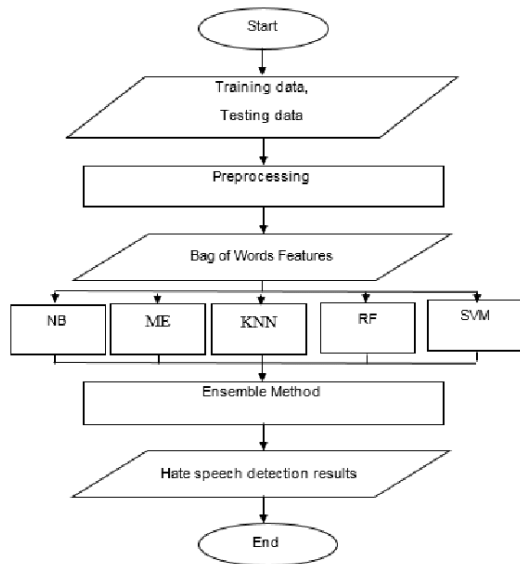 Start
Training data,
Testing data
Preprocessing
Bag of Words Features
NB
ME
KNN
RF
SVM
Ensemble Method
Hate speech detection results
End